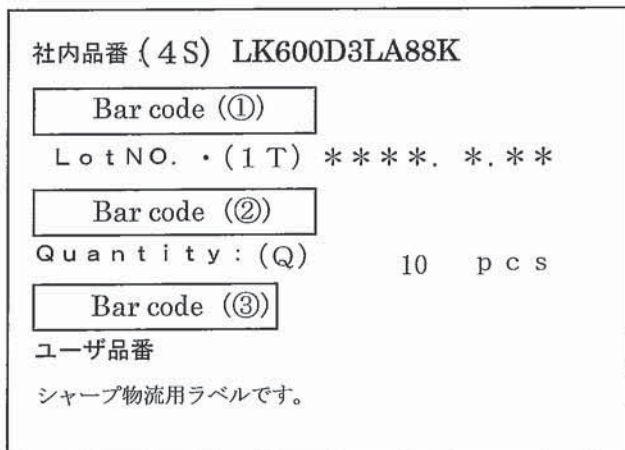 社内品番:(4S) LK600D3LA88K
Bar code (①)
LotNO. ・(1T) ****. *.**
Bar code (②)
Quantity:(Q) 10 pcs
Bar code (③)
ユーザ品番
シャープ物流用ラベルです。